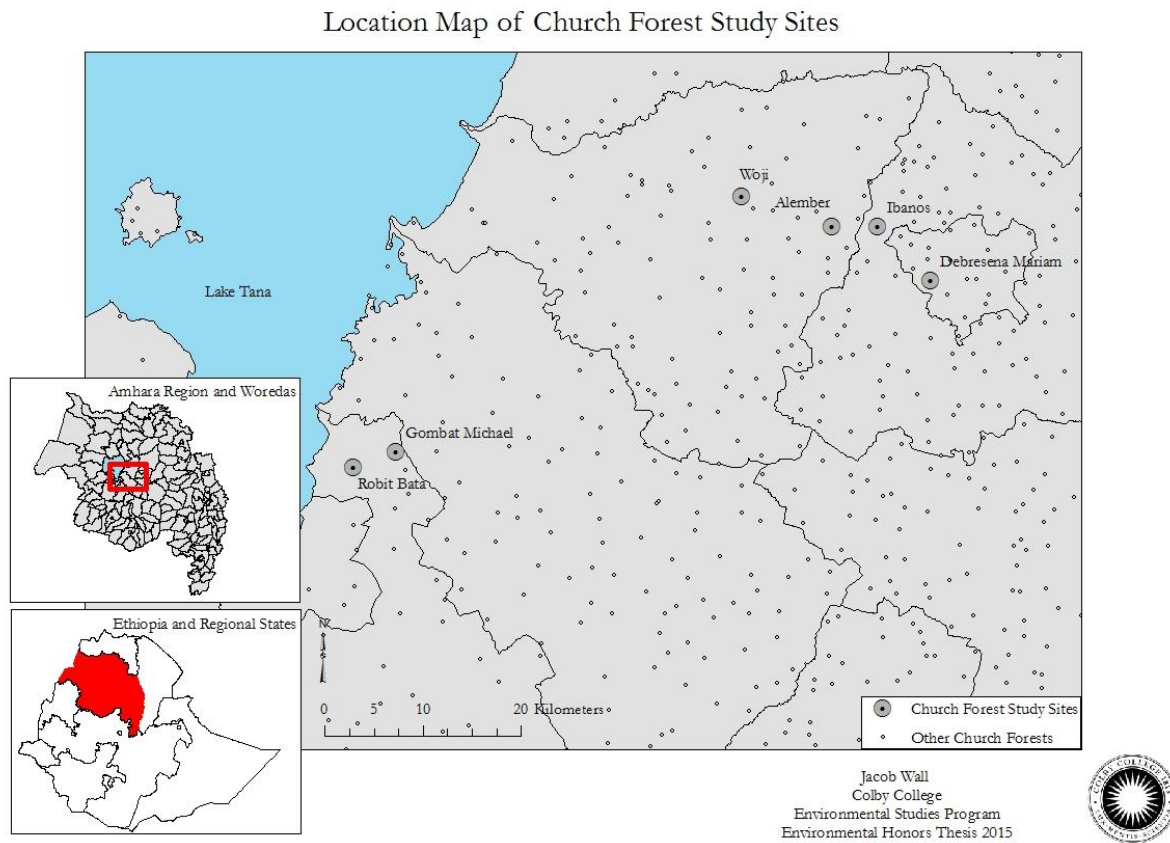 Location Map of Church Forest Study Sites
Woji
Alember
Ibanos
Debresena Mariam
Lake Tana
Amhara Region and Woredas
Gombat Michael
Robit Bata
Ethiopia and Regional States
N
0 5 10 20 Kilometers
Church Forest Study Sites
Other Church Forests
Jacob Wall
Colby College
Environmental Studies Program
Environmental Honors Thesis 2015
COLBY COLLEGE